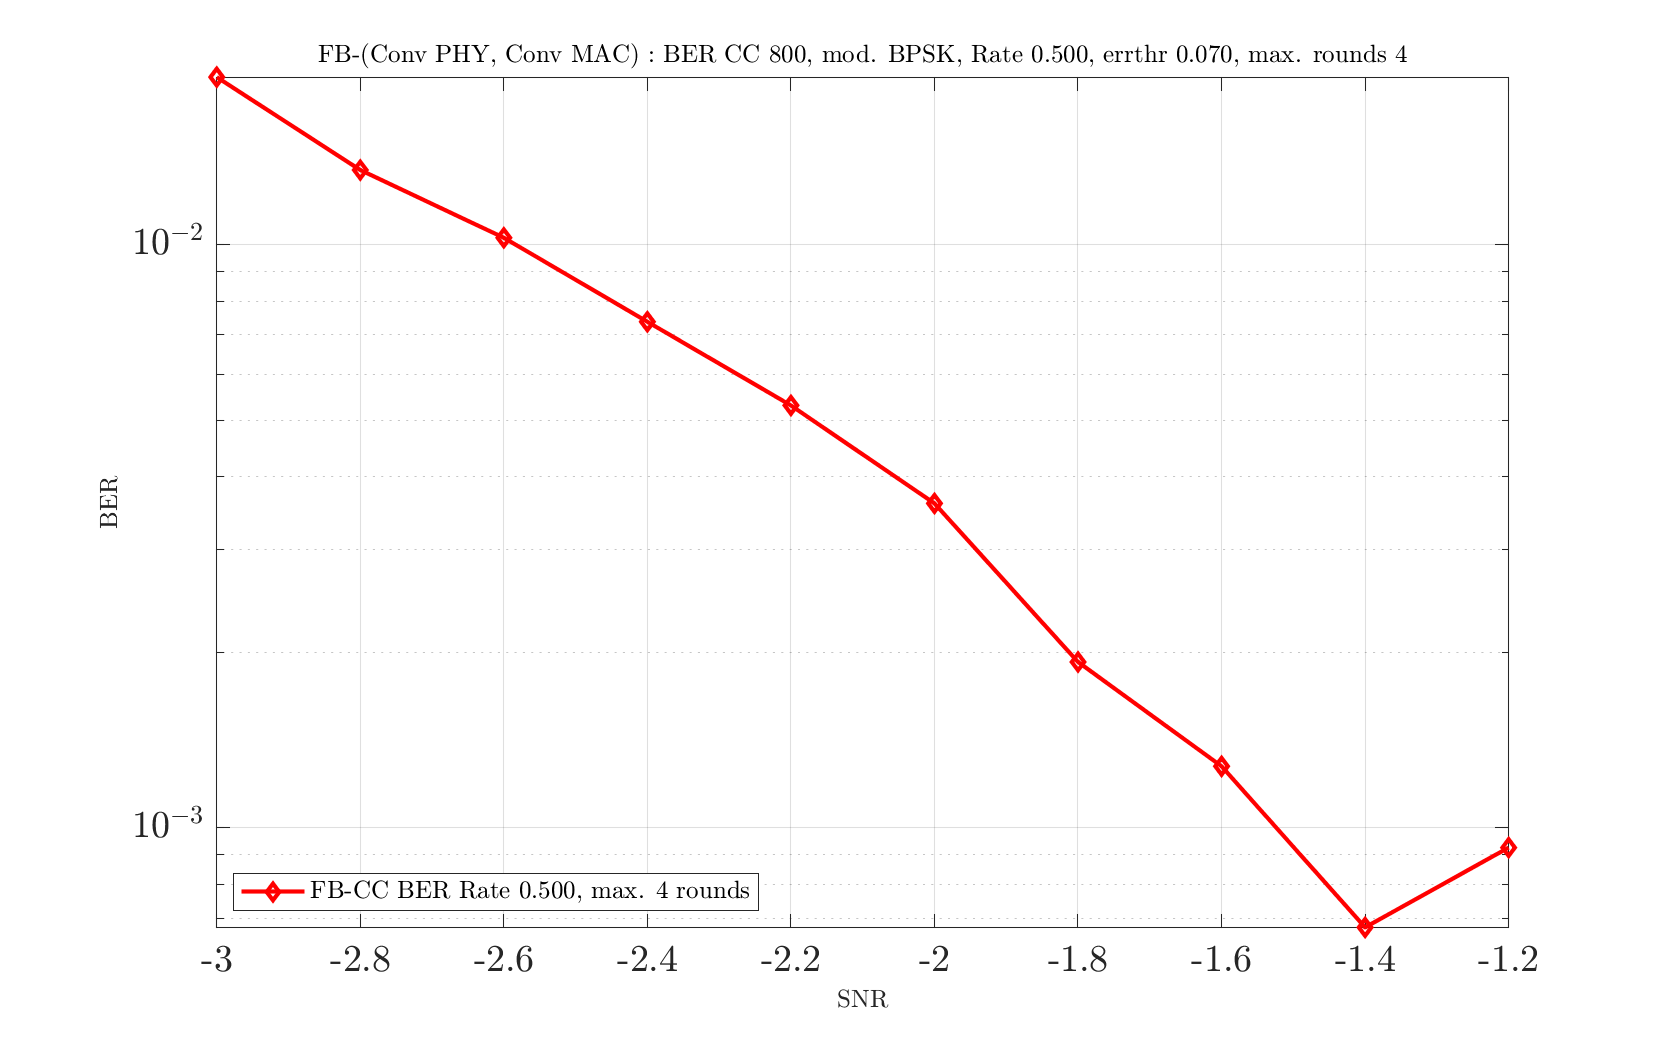 FB-(Conv PHY, Conv MAC) : BER CC 800, mod. BPSK, Rate 0.500, errthr 0.070, max. rounds 4
10^{-2}
BER
10^{-3}
FB-CC BER Rate 0.500, max. 4 rounds
-3 -2.8 -2.6 -2.4 -2.2 -2 -1.8 -1.6 -1.4 -1.2
SNR